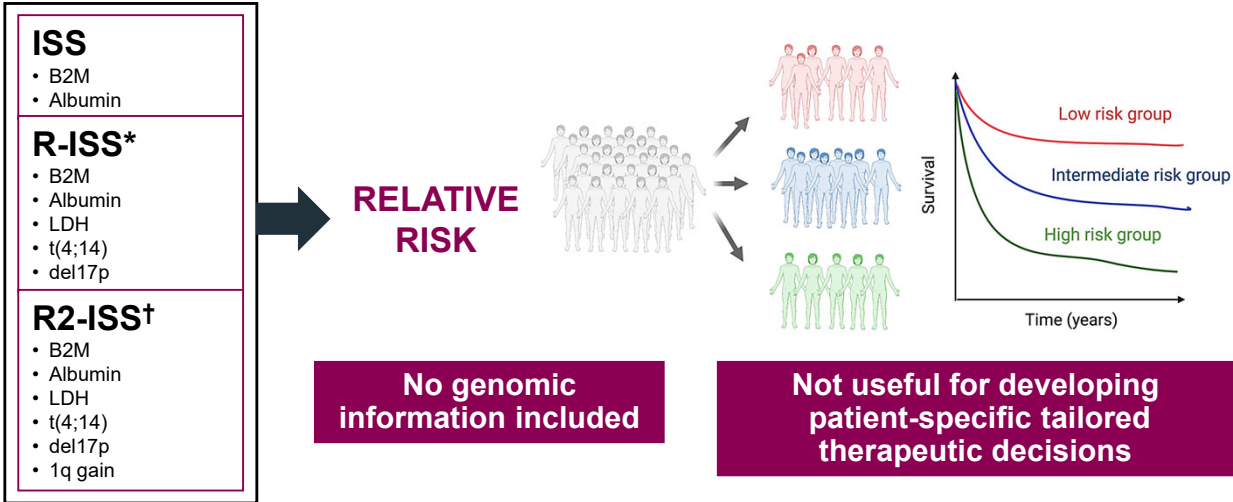 ISS
• B2M
• Albumin
R-ISS*
• B2M
• Albumin
• LDH
• t(4;14)
• del17p
R2-ISS†
• B2M
• Albumin
• LDH
• t(4;14)
• del17p
• 1q gain
RELATIVE
RISK
No genomic
information included
Survival
Low risk group
Intermediate risk group
High risk group
Time (years)
Not useful for developing
patient-specific tailored
therapeutic decisions